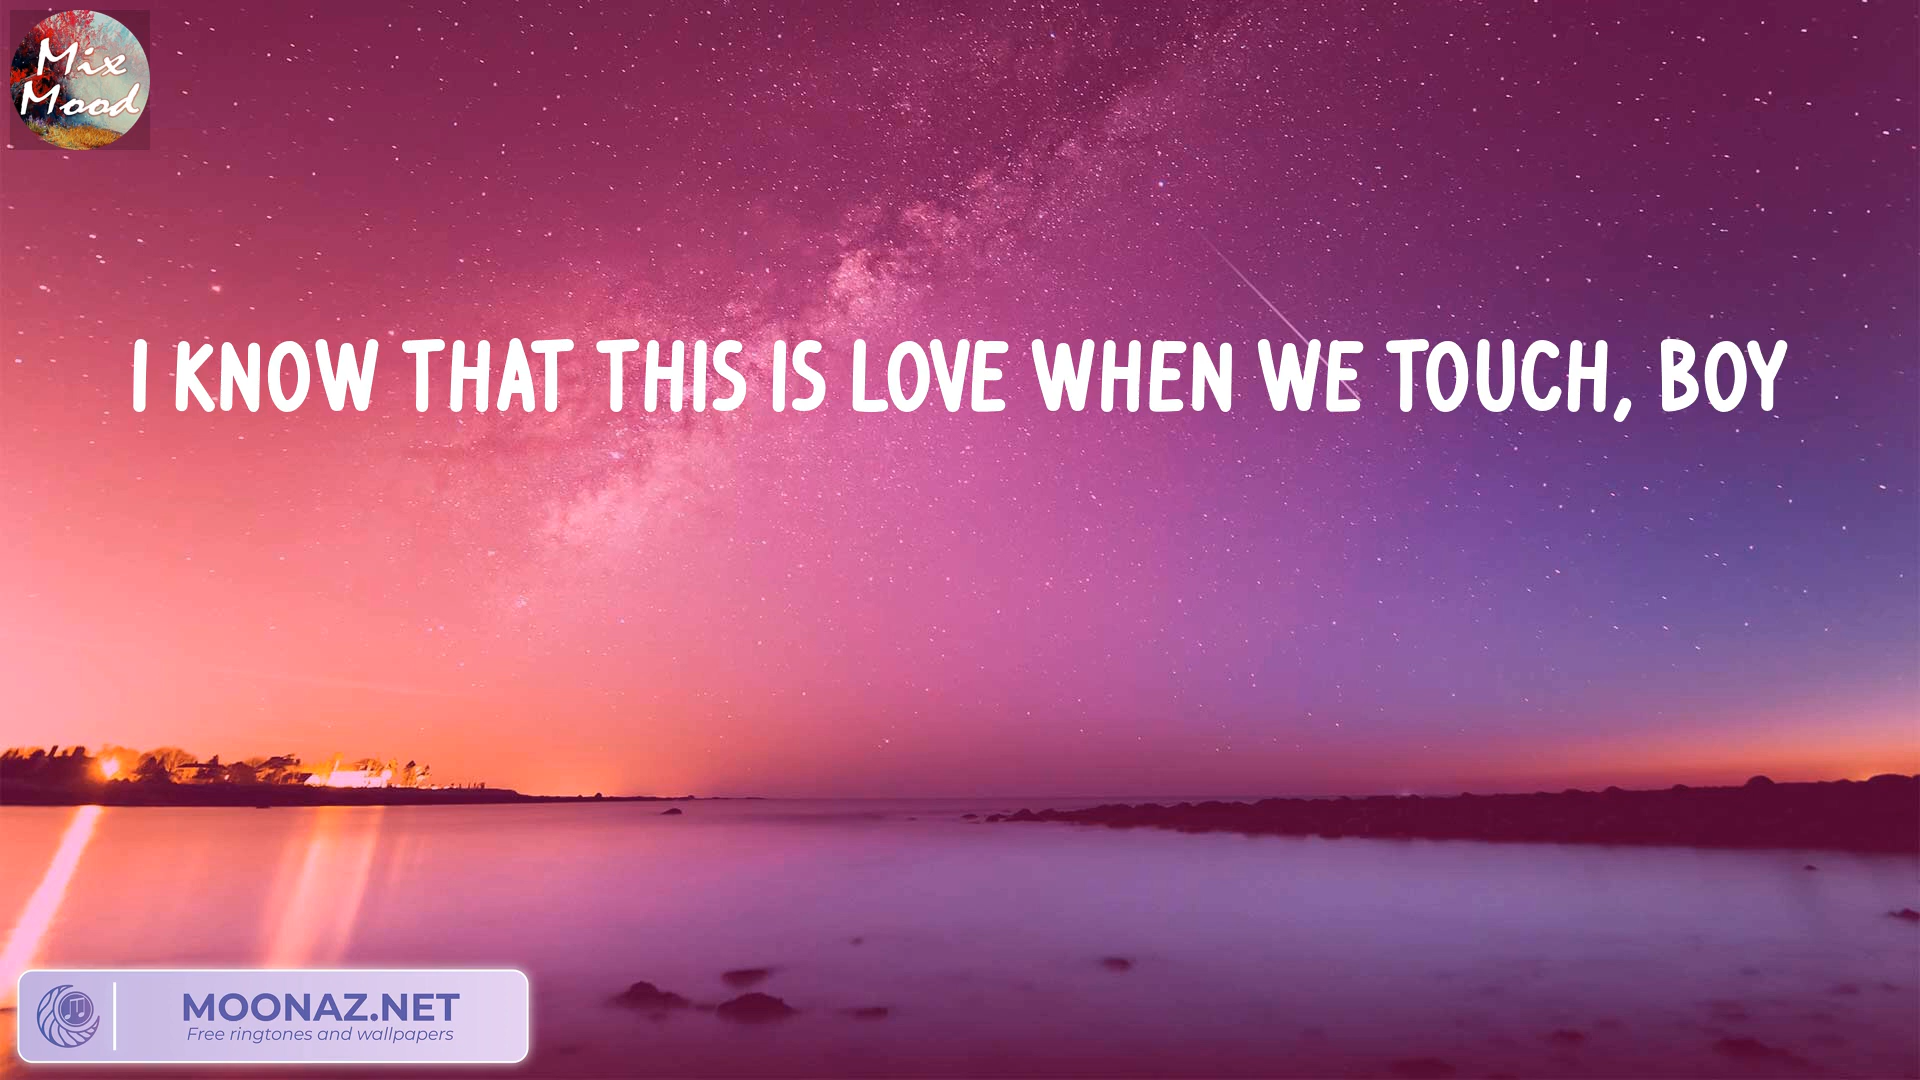 Mix
Mood
I KNOW THAT THIS IS LOVE WHEN WE TOUCH, BOY
MOONAZ.NET
Free ringtones and wallpapers